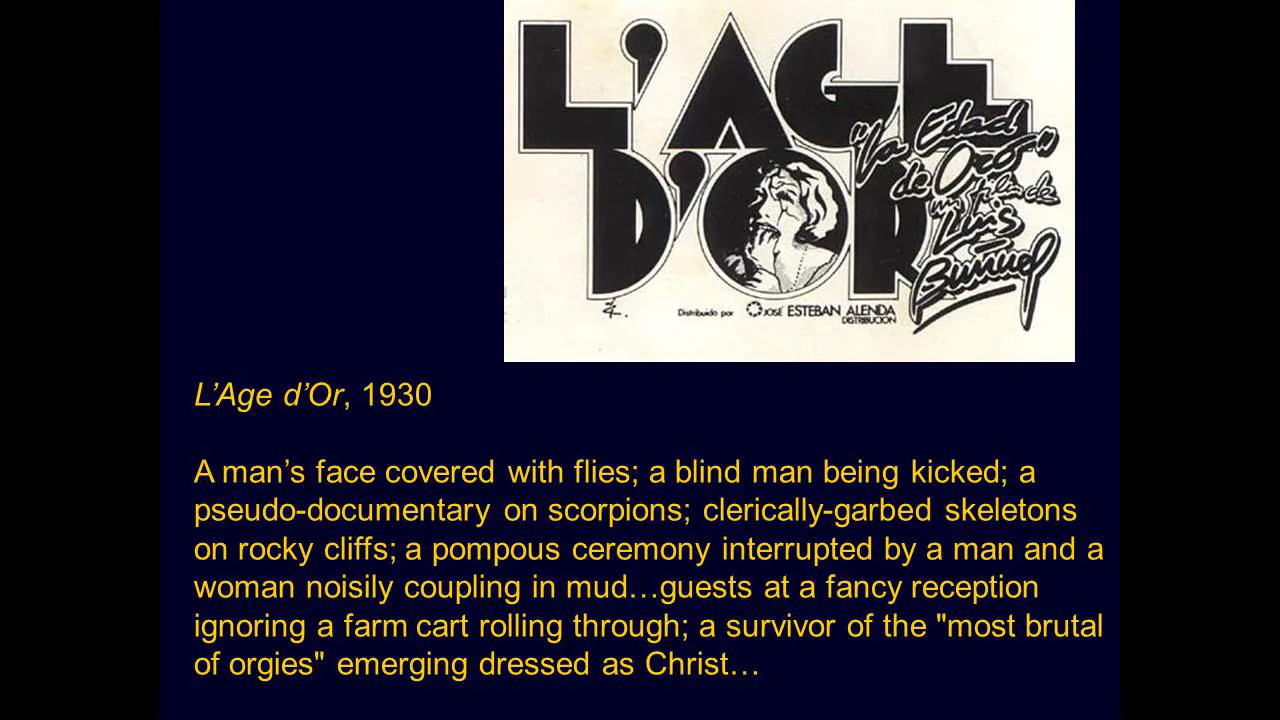 L'AGE
D'OR
"La Edad
de Oro"
un film de
Luis
Buñuel
Distribuido por JOSÉ ESTEBAN ALENDA
DISTRIBUCION
L’Age d’Or, 1930
A man’s face covered with flies; a blind man being kicked; a
pseudo-documentary on scorpions; clerically-garbed skeletons
on rocky cliffs; a pompous ceremony interrupted by a man and a
woman noisily coupling in mud…guests at a fancy reception
ignoring a farm cart rolling through; a survivor of the "most brutal
of orgies" emerging dressed as Christ…